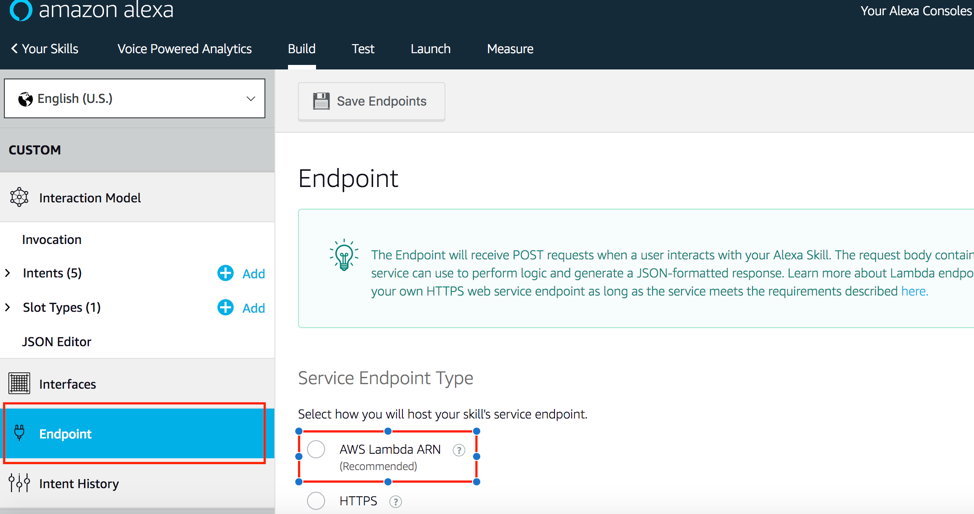 amazon alexa
Your Alexa Consoles
Your Skills
Voice Powered Analytics
Build
Test
Launch
Measure
English (U.S.)
Save Endpoints
CUSTOM
Interaction Model
Invocation
Intents (5)
Add
Slot Types (1)
Add
JSON Editor
Interfaces
Endpoint
Intent History
Endpoint
The Endpoint will receive POST requests when a user interacts with your Alexa Skill. The request body contain
service can use to perform logic and generate a JSON-formatted response. Learn more about Lambda endpo
your own HTTPS web service endpoint as long as the service meets the requirements described here.
Service Endpoint Type
Select how you will host your skill's service endpoint.
AWS Lambda ARN ?
(Recommended)
HTTPS ?